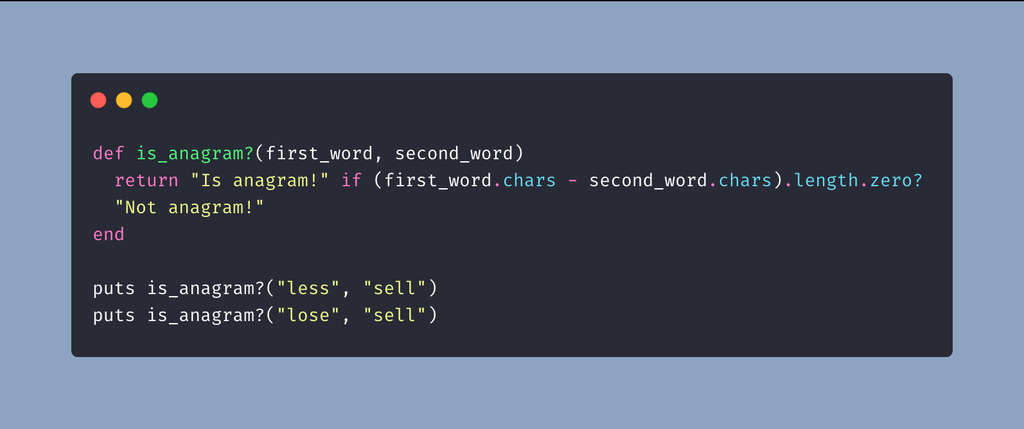 def is_anagram?(first_word, second_word)
  return "Is anagram!" if (first_word.chars - second_word.chars).length.zero?
  "Not anagram!"
end

puts is_anagram?("less", "sell")
puts is_anagram?("lose", "sell")